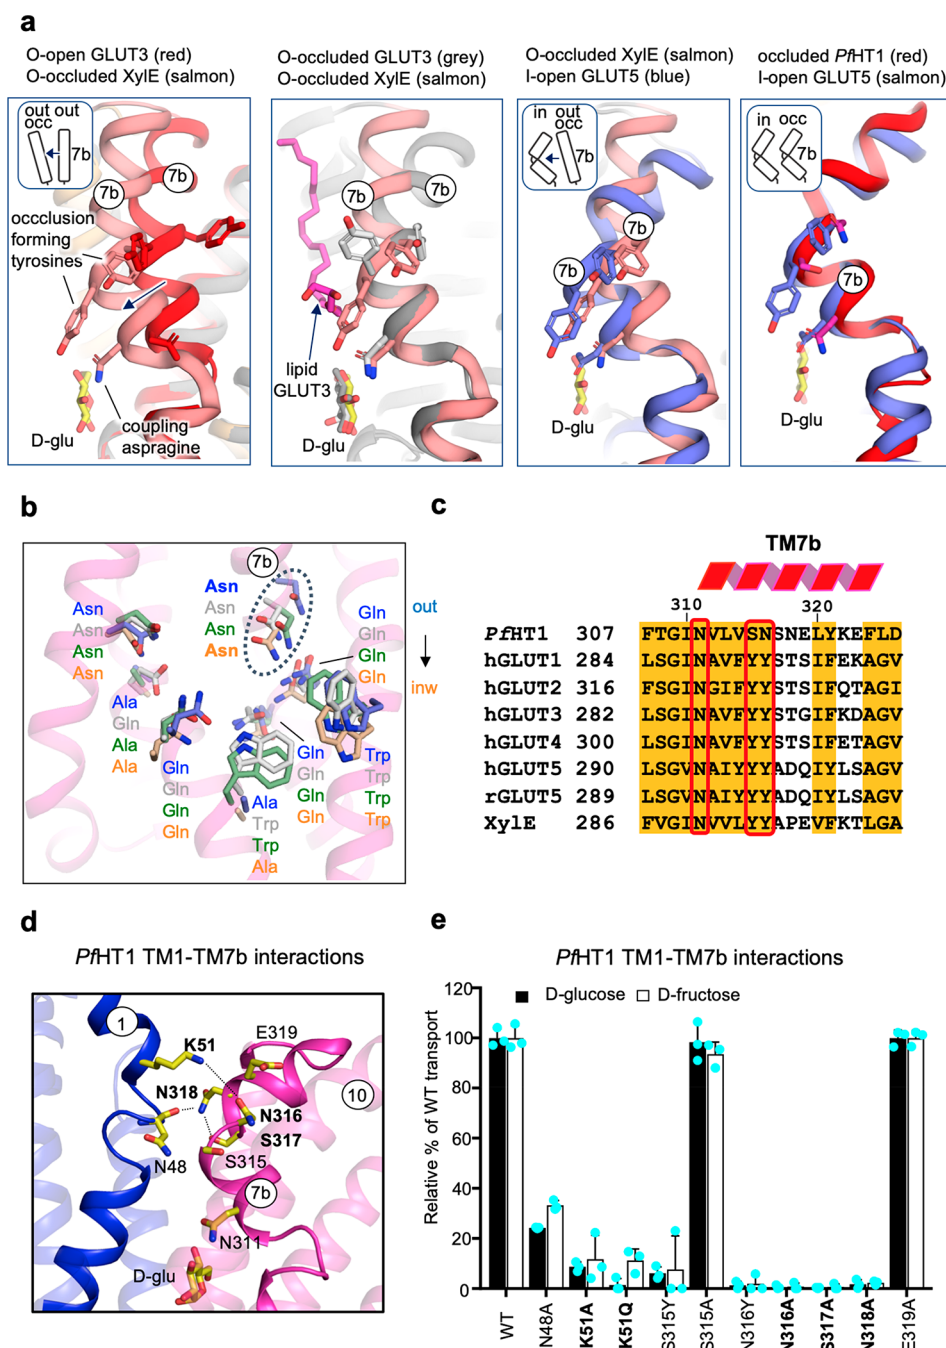 a
O-open GLUT3 (red)
O-occluded XylE (salmon)
O-occluded GLUT3 (grey)
O-occluded XylE (salmon)
O-occluded XylE (salmon)
I-open GLUT5 (blue)
occluded PfHT1 (red)
I-open GLUT5 (salmon)
out out
occ
7b
7b
7b
occclusion
forming
tyrosines
D-glu
coupling
aspragine
7b
7b
lipid
GLUT3
D-glu
in out
occ
7b
7b
7b
D-glu
in occ
7b
D-glu
b
7b
Asn
Asn
Asn
Asn
Asn
Asn
Asn
Asn
Gln
Gln
Gln
Gln
out
inw
Ala
Gln
Ala
Ala
Gln
Gln
Gln
Gln
Ala
Trp
Trp
Ala
Gln
Gln
Gln
Gln
Trp
Trp
Trp
Trp
c
TM7b
310 320
PfHT1 307 FTGINVLVSNSNELYKEFLD
hGLUT1 284 LSGINAVFYYSTSIFEKAGV
hGLUT2 316 FSGINGIFYYSTSIFQTAGI
hGLUT3 282 LSGINAVFYYSTGIFKDAGV
hGLUT4 300 LSGINAVFYYSTSIFETAGV
hGLUT5 290 LSGVNAIYYYADQIYLSAGV
rGLUT5 289 LSGVNAIYYYADQIYLSAGV
XylE 286 FVGINVVLYYAPEVFKTLGA
d
PfHT1 TM1-TM7b interactions
1
K51
E319
10
N318
N316
S317
N48
S315
7b
N311
D-glu
e
PfHT1 TM1-TM7b interactions
D-glucose D-fructose
Relative % of WT transport
120
100
80
60
40
20
0
WT
N48A
K51A
K51Q
S315Y
S315A
N316Y
N316A
S317A
N318A
E319A